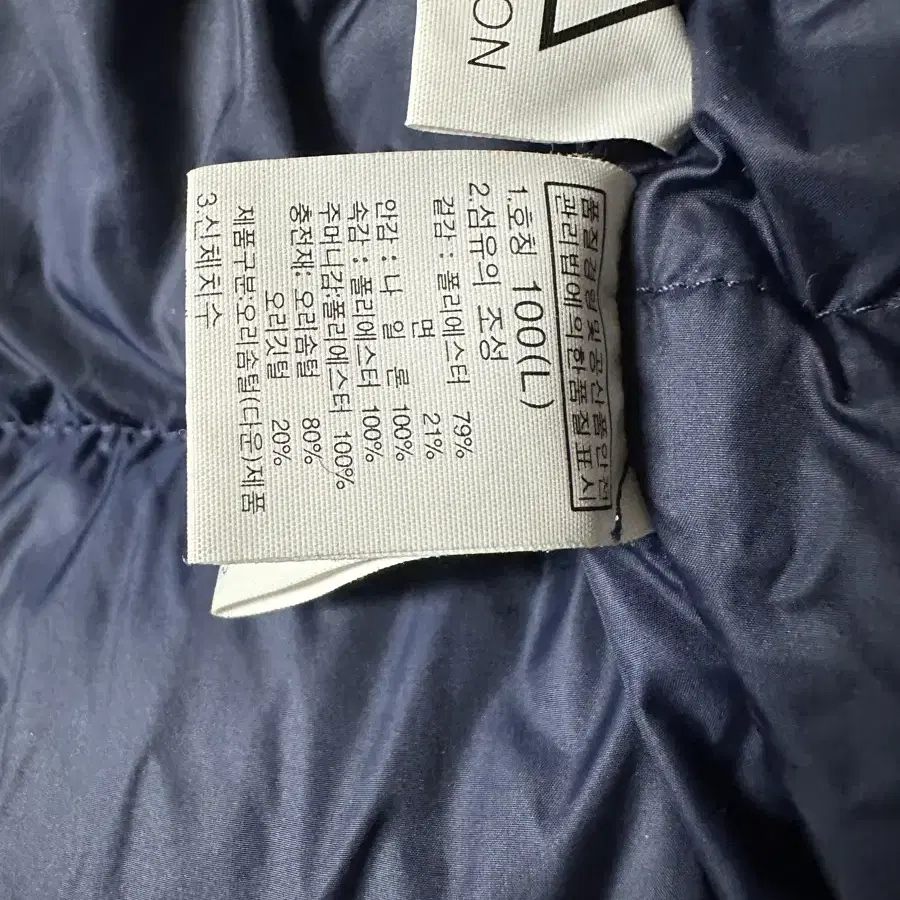 ON
품질경영및공산품안전
관리법에의한품질표시
1.호칭 100(L)
2.섬유의 조성
겉감 : 폴리에스터 79%
면 21%
안감 : 나 일 론 100%
속감 : 폴리에스터 100%
주머니감:폴리에스터 100%
충전재: 오리솜털 80%
오리깃털 20%
제품구분:오리솜털(다운)제품
3.신체치수